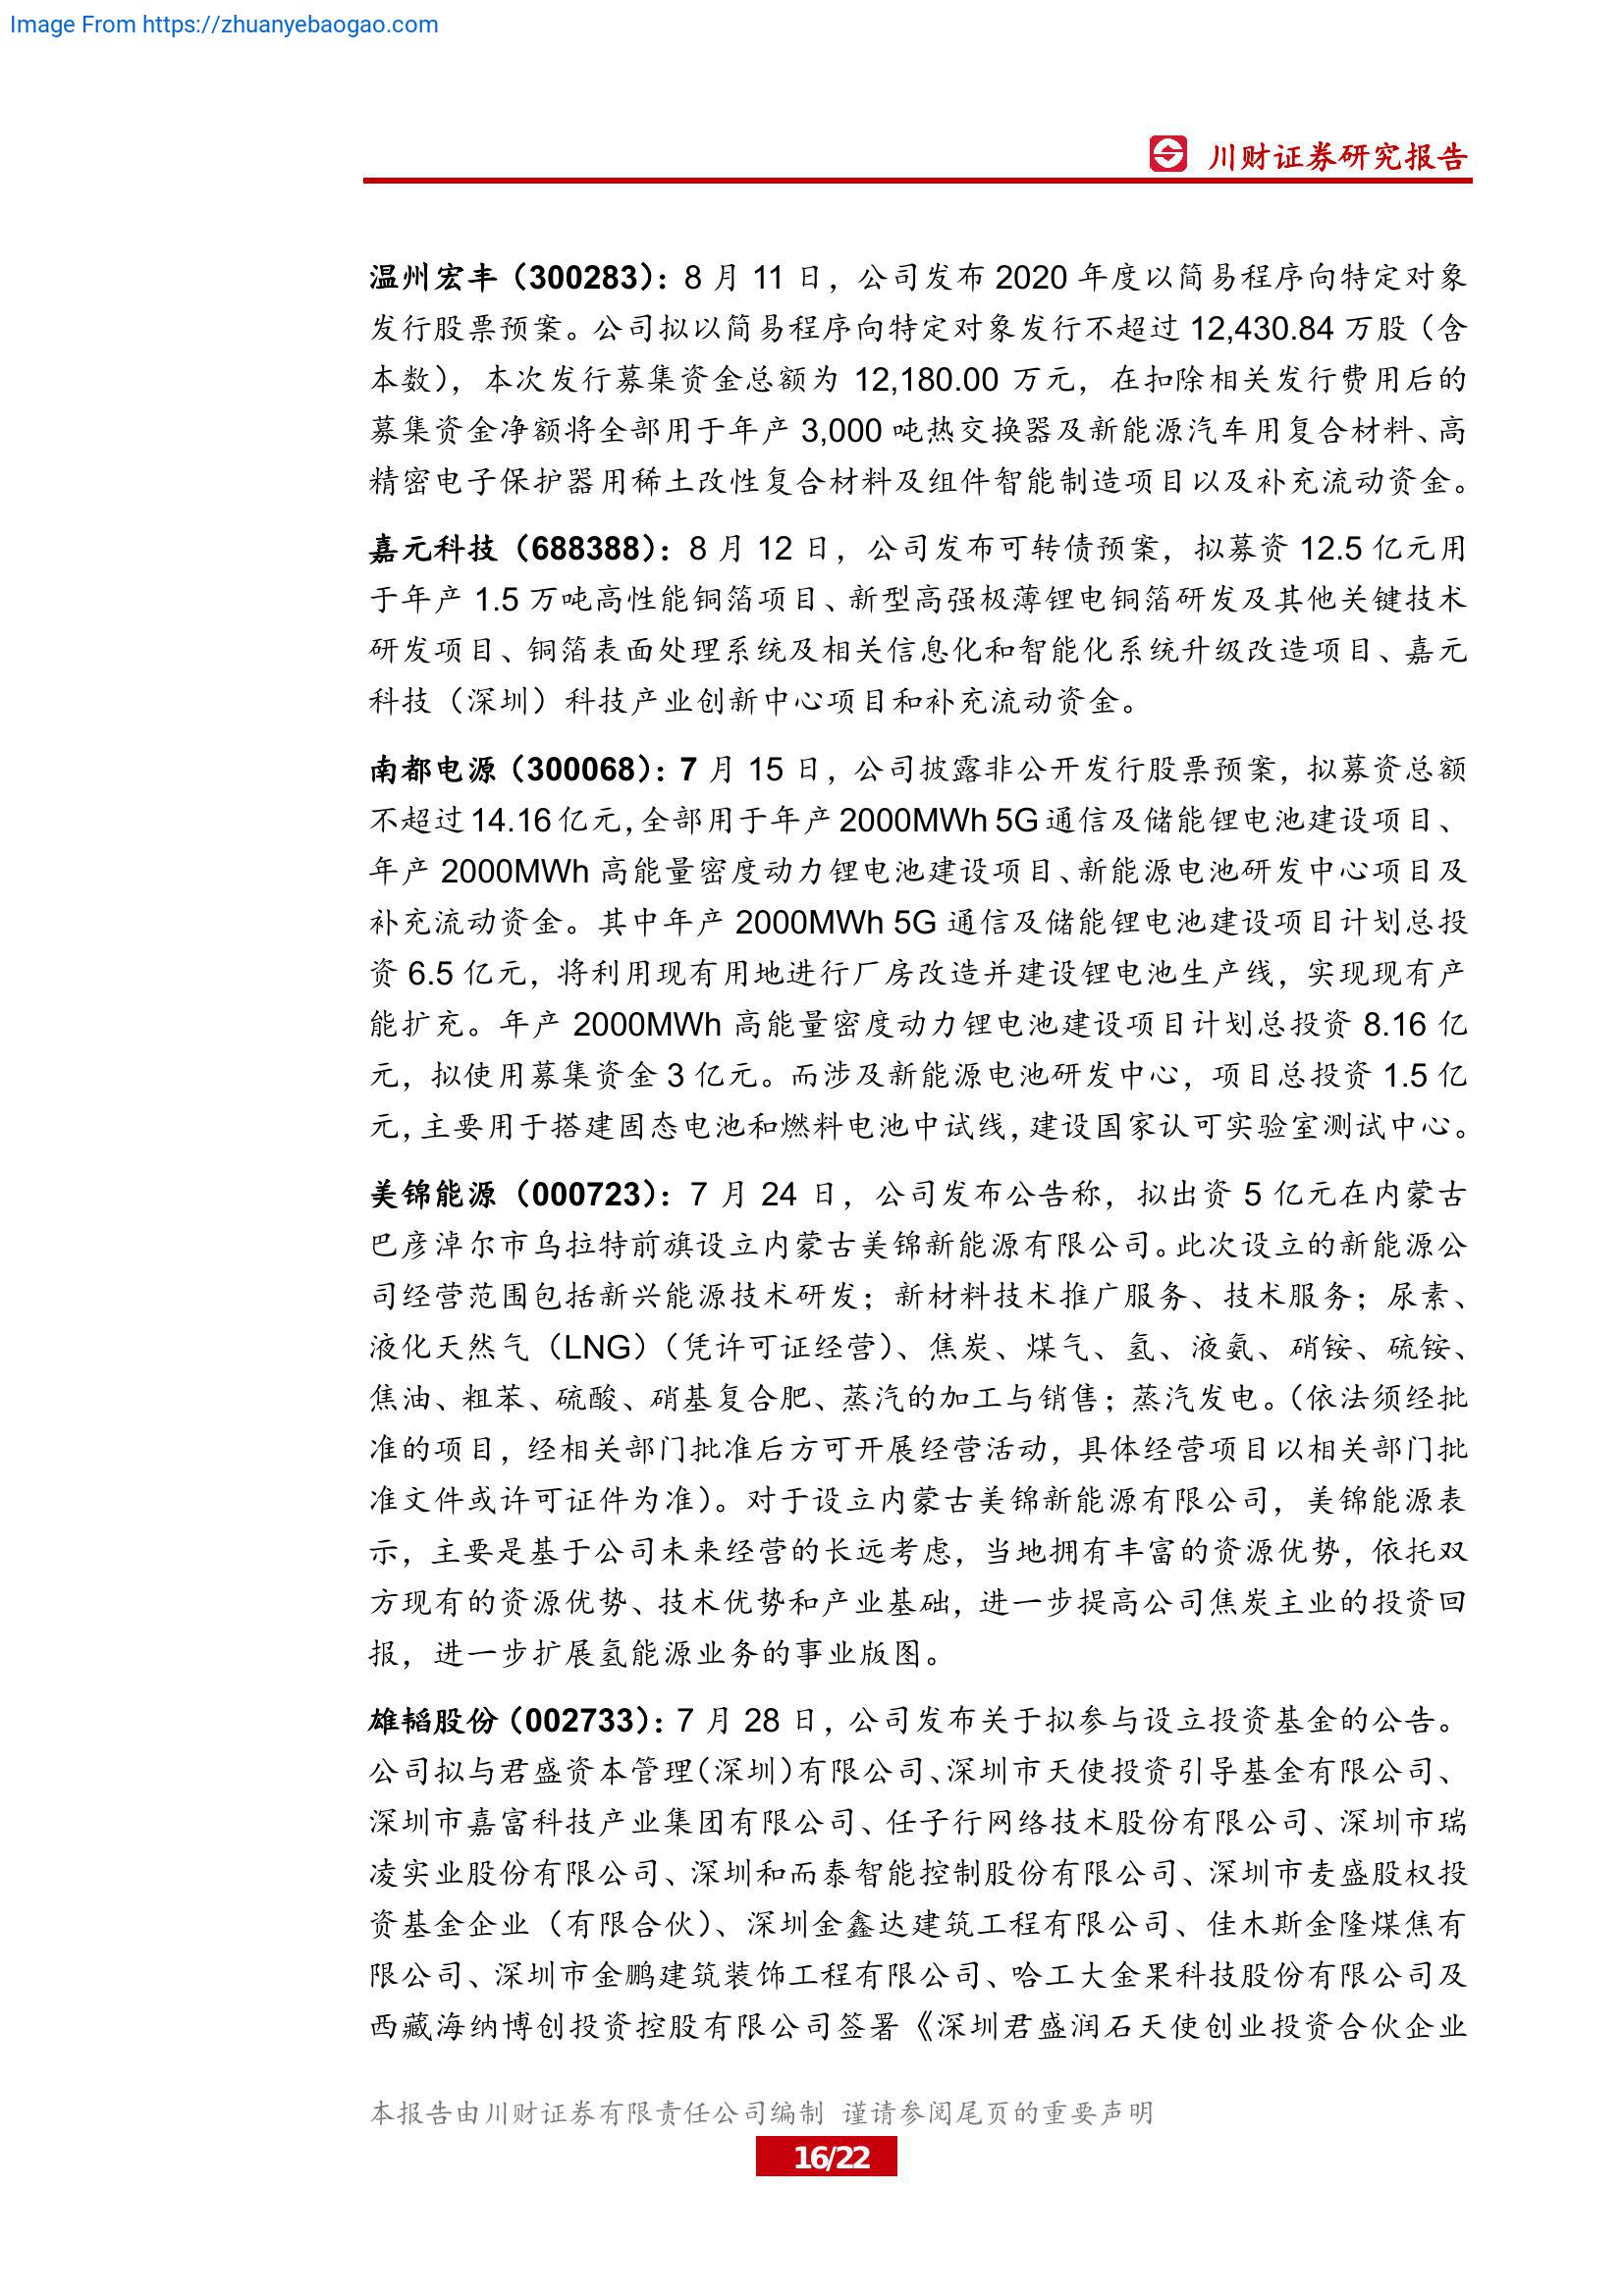 Image From https://zhuanyebaogao.com
川财证券研究报告
温州宏丰（300283）：8 月 11 日，公司发布 2020 年度以简易程序向特定对象
发行股票预案。公司拟以简易程序向特定对象发行不超过 12,430.84 万股（含
本数），本次发行募集资金总额为 12,180.00 万元，在扣除相关发行费用后的
募集资金净额将全部用于年产 3,000 吨热交换器及新能源汽车用复合材料、高
精密电子保护器用稀土改性复合材料及组件智能制造项目以及补充流动资金。
嘉元科技（688388）：8 月 12 日，公司发布可转债预案，拟募资 12.5 亿元用
于年产 1.5 万吨高性能铜箔项目、新型高强极薄锂电铜箔研发及其他关键技术
研发项目、铜箔表面处理系统及相关信息化和智能化系统升级改造项目、嘉元
科技（深圳）科技产业创新中心项目和补充流动资金。
南都电源（300068）：7 月 15 日，公司披露非公开发行股票预案，拟募资总额
不超过 14.16 亿元，全部用于年产 2000MWh 5G 通信及储能锂电池建设项目、
年产 2000MWh 高能量密度动力锂电池建设项目、新能源电池研发中心项目及
补充流动资金。其中年产 2000MWh 5G 通信及储能锂电池建设项目计划总投
资 6.5 亿元，将利用现有用地进行厂房改造并建设锂电池生产线，实现现有产
能扩充。年产 2000MWh 高能量密度动力锂电池建设项目计划总投资 8.16 亿
元，拟使用募集资金 3 亿元。而涉及新能源电池研发中心，项目总投资 1.5 亿
元，主要用于搭建固态电池和燃料电池中试线，建设国家认可实验室测试中心。
美锦能源（000723）：7 月 24 日，公司发布公告称，拟出资 5 亿元在内蒙古
巴彦淖尔市乌拉特前旗设立内蒙古美锦新能源有限公司。此次设立的新能源公
司经营范围包括新兴能源技术研发；新材料技术推广服务、技术服务；尿素、
液化天然气（LNG）（凭许可证经营）、焦炭、煤气、氢、液氨、硝铵、硫铵、
焦油、粗苯、硫酸、硝基复合肥、蒸汽的加工与销售；蒸汽发电。（依法须经批
准的项目，经相关部门批准后方可开展经营活动，具体经营项目以相关部门批
准文件或许可证件为准）。对于设立内蒙古美锦新能源有限公司，美锦能源表
示，主要是基于公司未来经营的长远考虑，当地拥有丰富的资源优势，依托双
方现有的资源优势、技术优势和产业基础，进一步提高公司焦炭主业的投资回
报，进一步扩展氢能源业务的事业版图。
雄韬股份（002733）：7 月 28 日，公司发布关于拟参与设立投资基金的公告。
公司拟与君盛资本管理（深圳）有限公司、深圳市天使投资引导基金有限公司、
深圳市嘉富科技产业集团有限公司、任子行网络技术股份有限公司、深圳市瑞
凌实业股份有限公司、深圳和而泰智能控制股份有限公司、深圳市麦盛股权投
资基金企业（有限合伙）、深圳金鑫达建筑工程有限公司、佳木斯金隆煤焦有
限公司、深圳市金鹏建筑装饰工程有限公司、哈工大金果科技股份有限公司及
西藏海纳博创投资控股有限公司签署《深圳君盛润石天使创业投资合伙企业
本报告由川财证券有限责任公司编制 谨请参阅尾页的重要声明
16/22